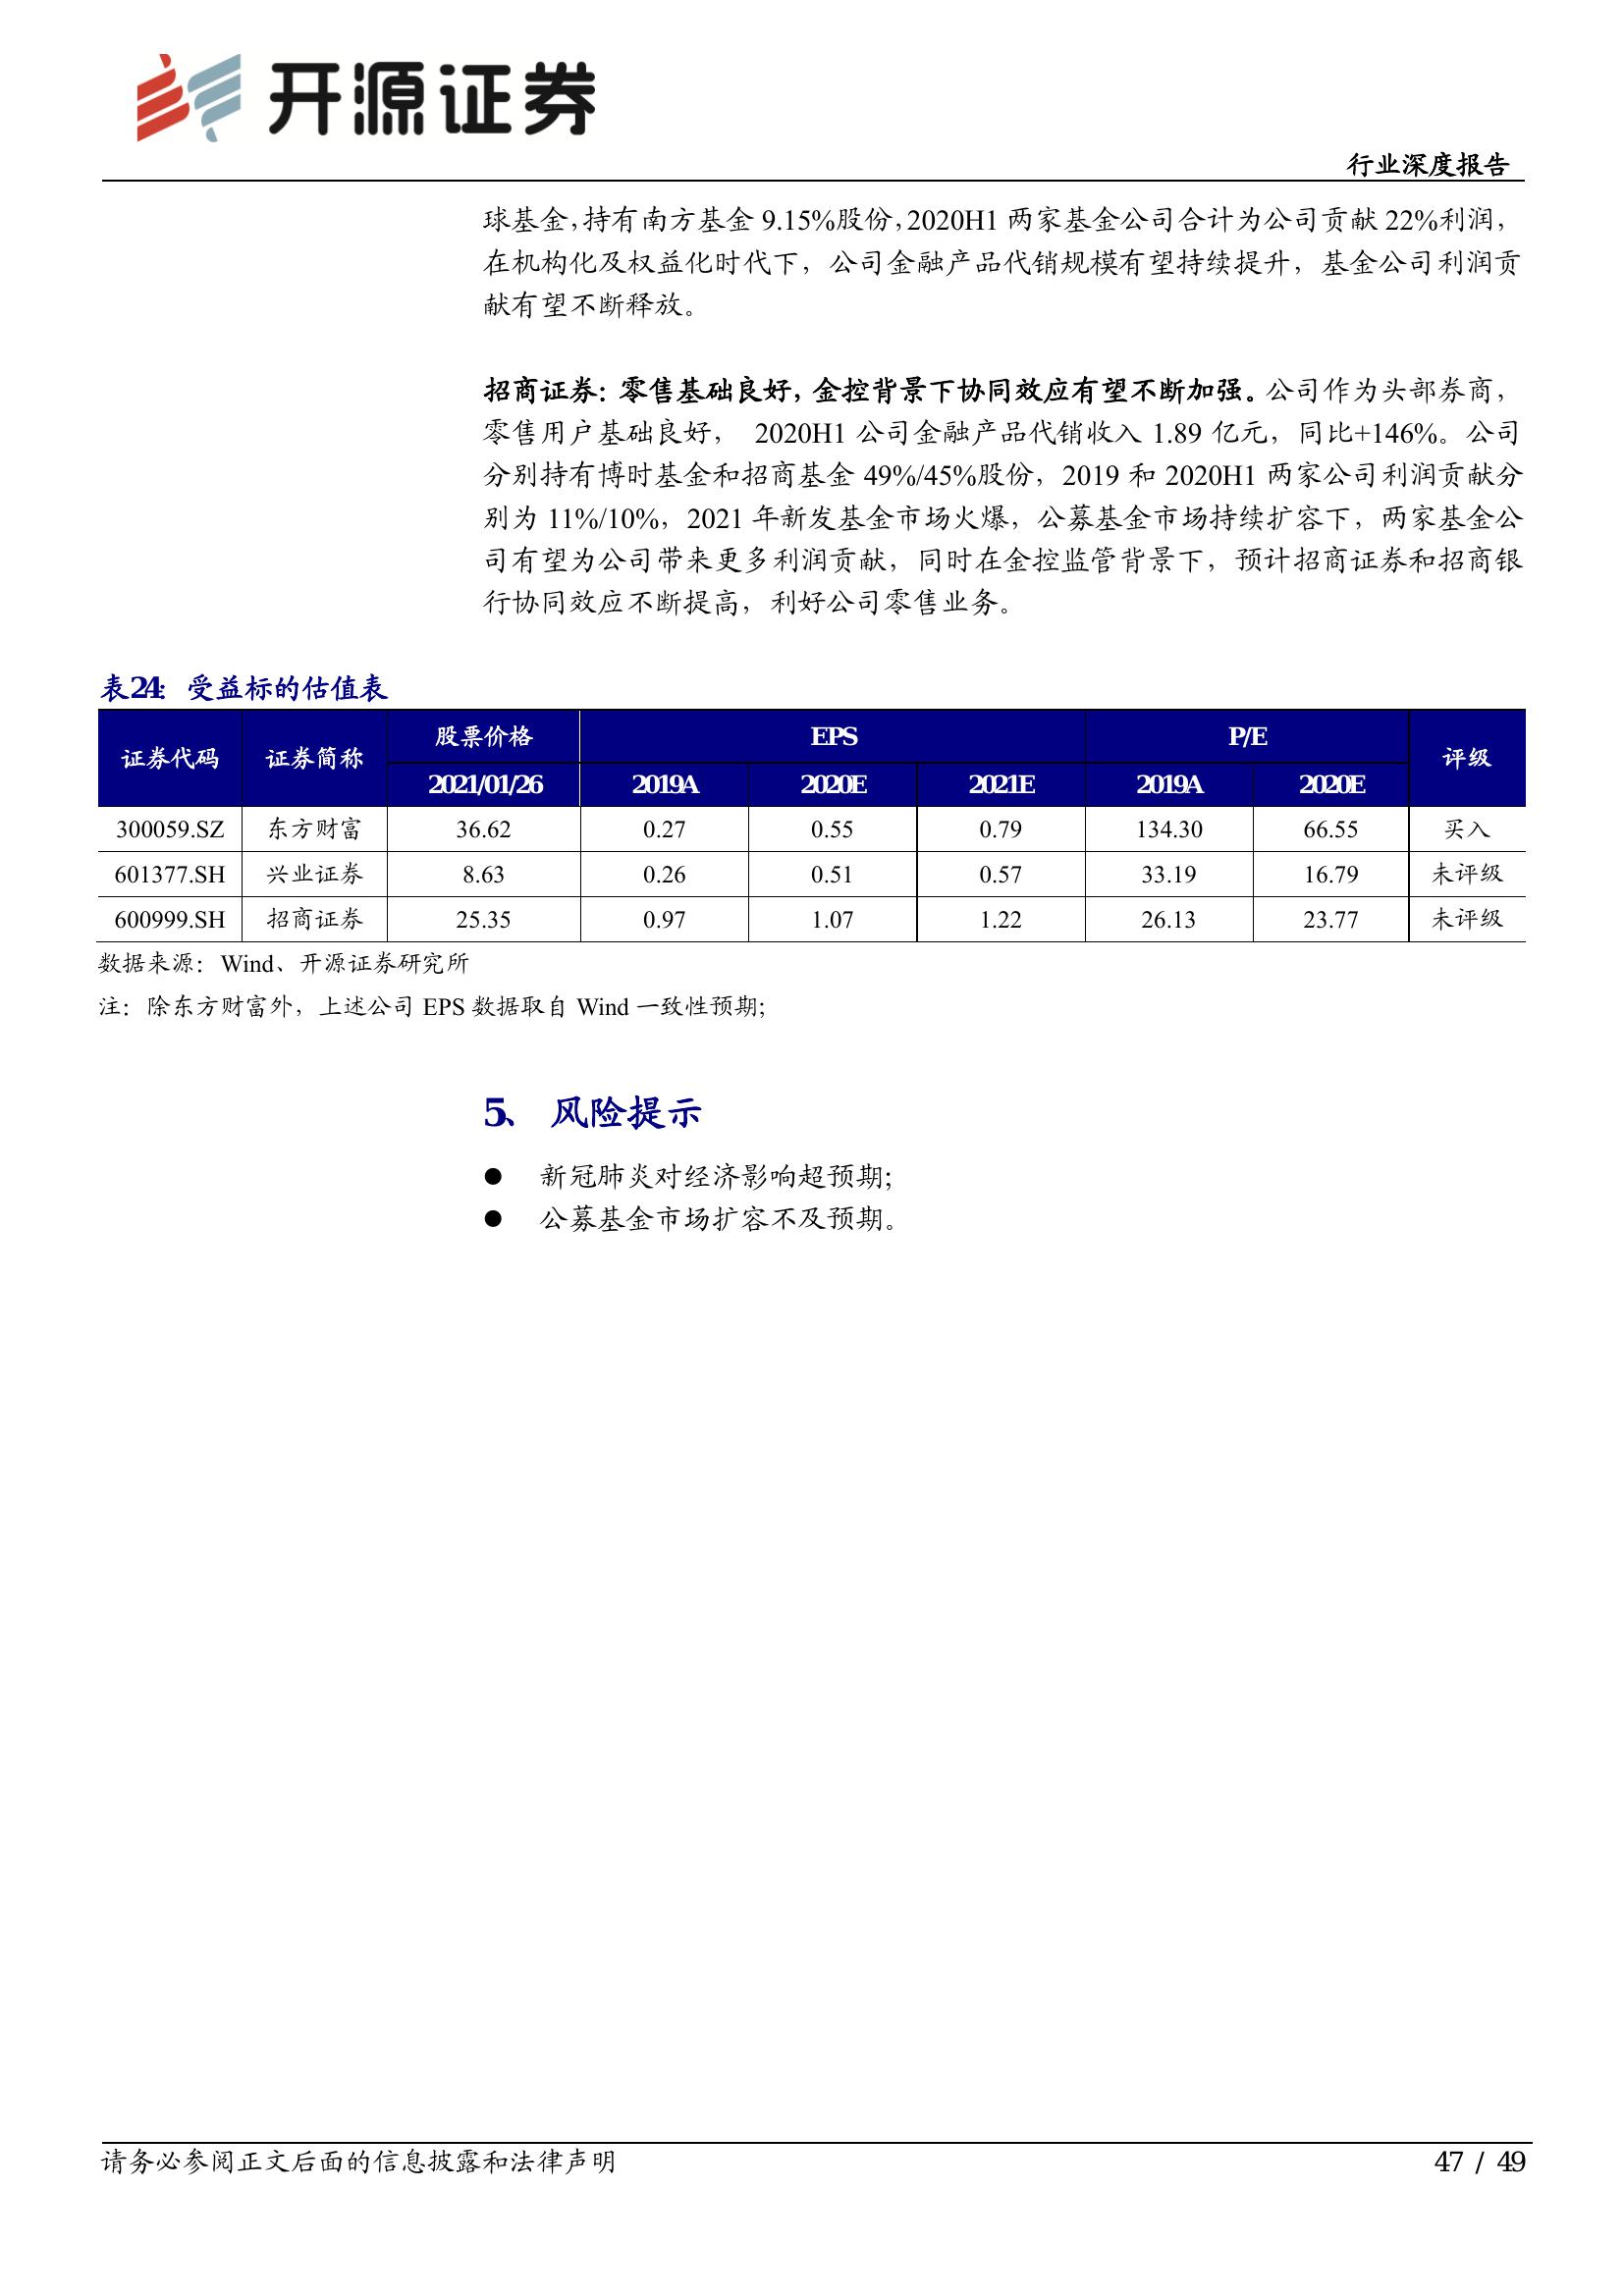 开源证券
行业深度报告
球基金，持有南方基金 9.15%股份，2020H1 两家基金公司合计为公司贡献 22%利润，
在机构化及权益化时代下，公司金融产品代销规模有望持续提升，基金公司利润贡
献有望不断释放。
招商证券：零售基础良好，金控背景下协同效应有望不断加强。公司作为头部券商，
零售用户基础良好， 2020H1 公司金融产品代销收入 1.89 亿元，同比+146%。公司
分别持有博时基金和招商基金 49%/45%股份，2019 和 2020H1 两家公司利润贡献分
别为 11%/10%，2021 年新发基金市场火爆，公募基金市场持续扩容下，两家基金公
司有望为公司带来更多利润贡献，同时在金控监管背景下，预计招商证券和招商银
行协同效应不断提高，利好公司零售业务。
表24：受益标的估值表
证券代码 证券简称 股票价格 EPS P/E 评级
2021/01/26 2019A 2020E 2021E 2019A 2020E
300059.SZ 东方财富 36.62 0.27 0.55 0.79 134.30 66.55 买入
601377.SH 兴业证券 8.63 0.26 0.51 0.57 33.19 16.79 未评级
600999.SH 招商证券 25.35 0.97 1.07 1.22 26.13 23.77 未评级
数据来源：Wind、开源证券研究所
注：除东方财富外，上述公司 EPS 数据取自 Wind 一致性预期;
5、 风险提示
● 新冠肺炎对经济影响超预期;
● 公募基金市场扩容不及预期。
请务必参阅正文后面的信息披露和法律声明
47 / 49